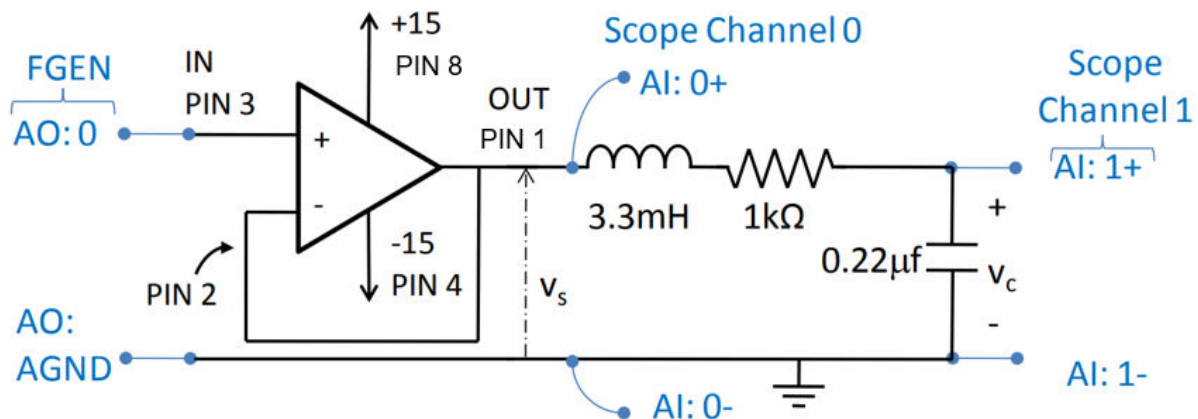 +15
PIN 8
Scope Channel 0
AI: 0+
FGEN
AO: 0
IN
PIN 3
+
-
OUT
PIN 1
Scope
Channel 1
AI: 1+
3.3mH
1kΩ
+
0.22µf
v_c
-
-15
PIN 4
PIN 2
v_s
AO:
AGND
AI: 0-
AI: 1-